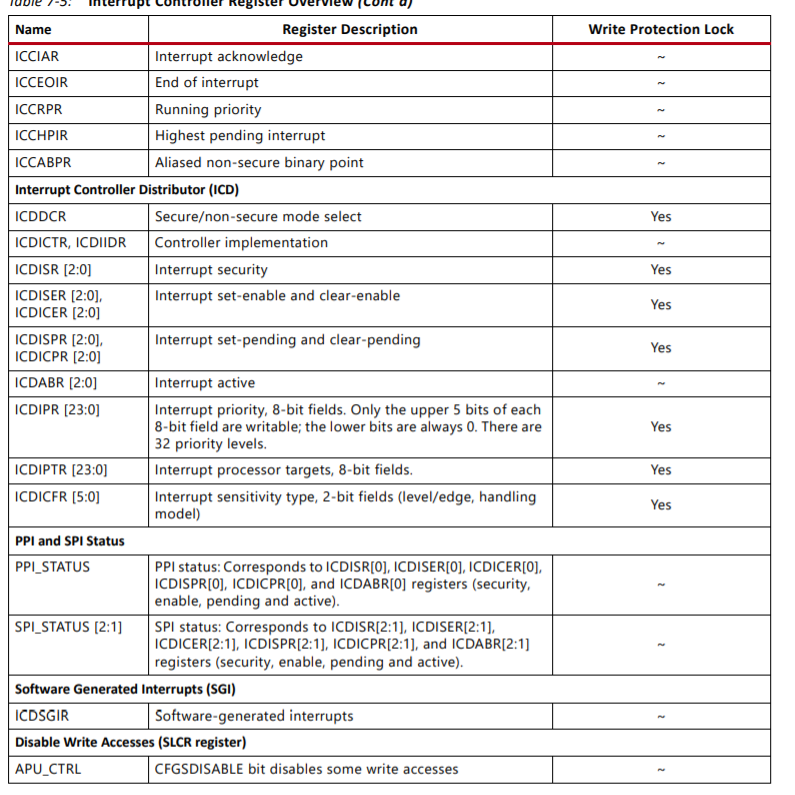 Table 7-5: Interrupt Controller Register Overview (Cont'd)
Name Register Description Write Protection Lock
ICCIAR Interrupt acknowledge ~
ICCEOIR End of interrupt ~
ICCRPR Running priority ~
ICCHPIR Highest pending interrupt ~
ICCABPR Aliased non-secure binary point ~
Interrupt Controller Distributor (ICD)
ICDDCR Secure/non-secure mode select Yes
ICDICTR, ICDIIDR Controller implementation ~
ICDISR [2:0] Interrupt security Yes
ICDISER [2:0],
ICDICER [2:0]
Interrupt set-enable and clear-enable
Yes
ICDISPR [2:0],
ICDICPR [2:0]
Interrupt set-pending and clear-pending
Yes
ICDABR [2:0] Interrupt active ~
ICDIPR [23:0]
Interrupt priority, 8-bit fields. Only the upper 5 bits of each
8-bit field are writable; the lower bits are always 0. There are
32 priority levels.
Yes
ICDIPTR [23:0] Interrupt processor targets, 8-bit fields. Yes
ICDICFR [5:0]
Interrupt sensitivity type, 2-bit fields (level/edge, handling
model)
Yes
PPI and SPI Status
PPI_STATUS
PPI status: Corresponds to ICDISR[0], ICDISER[0], ICDICER[0],
ICDISPR[0], ICDICPR[0], and ICDABR[0] registers (security,
enable, pending and active).
~
SPI_STATUS [2:1]
SPI status: Corresponds to ICDISR[2:1], ICDISER[2:1],
ICDICER[2:1], ICDISPR[2:1], ICDICPR[2:1], and ICDABR[2:1]
registers (security, enable, pending and active).
~
Software Generated Interrupts (SGI)
ICDSGIR Software-generated interrupts ~
Disable Write Accesses (SLCR register)
APU_CTRL CFGSDISABLE bit disables some write accesses ~